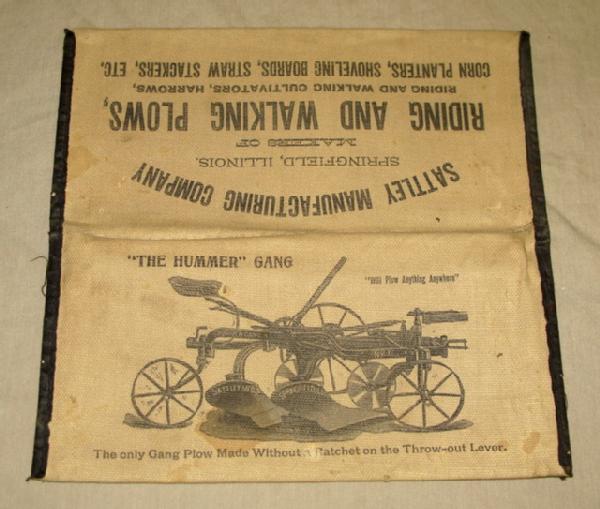 SATTLEY MANUFACTURING COMPANY
SPRINGFIELD, ILLINOIS.
MAKERS OF
RIDING AND WALKING PLOWS,
RIDING AND WALKING CULTIVATORS, HARROWS,
CORN PLANTERS, SHOVELING BOARDS, STRAW STACKERS, ETC.
"THE HUMMER" GANG
"Will Plow Anything Anywhere"
The only Gang Plow Made Without a Ratchet on the Throw-out Lever.